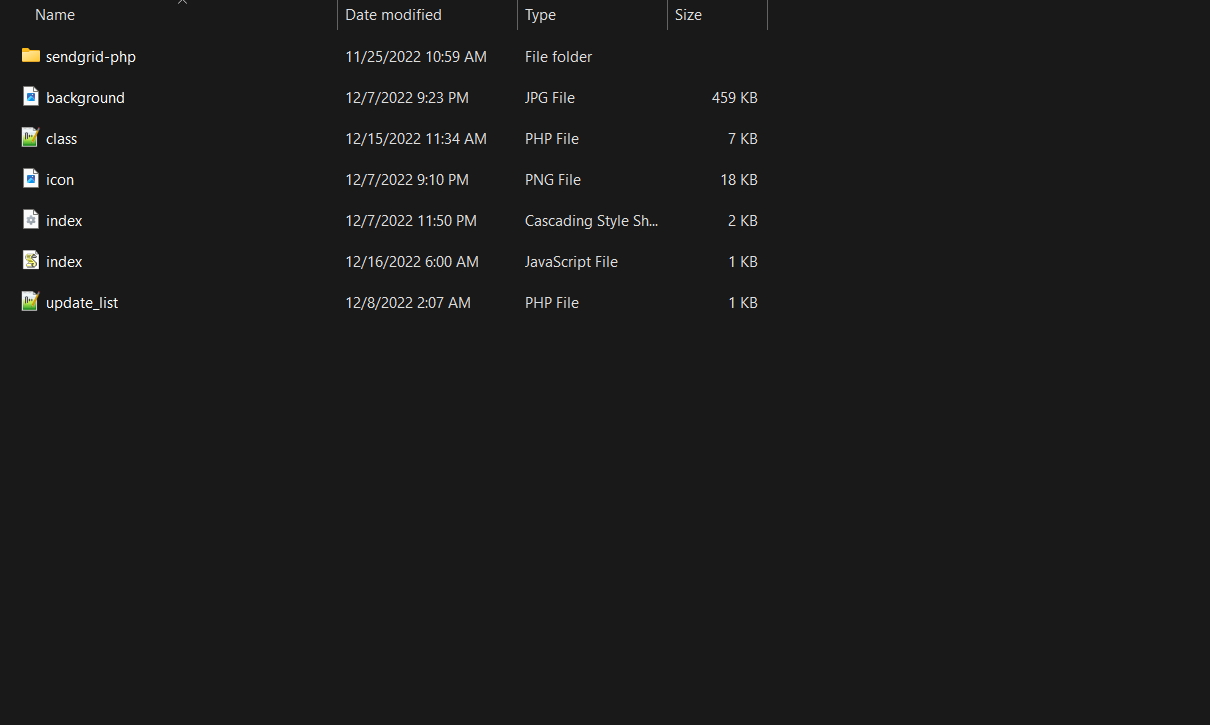 Name Date modified Type Size
sendgrid-php 11/25/2022 10:59 AM File folder
background 12/7/2022 9:23 PM JPG File 459 KB
class 12/15/2022 11:34 AM PHP File 7 KB
icon 12/7/2022 9:10 PM PNG File 18 KB
index 12/7/2022 11:50 PM Cascading Style Sh... 2 KB
index 12/16/2022 6:00 AM JavaScript File 1 KB
update_list 12/8/2022 2:07 AM PHP File 1 KB